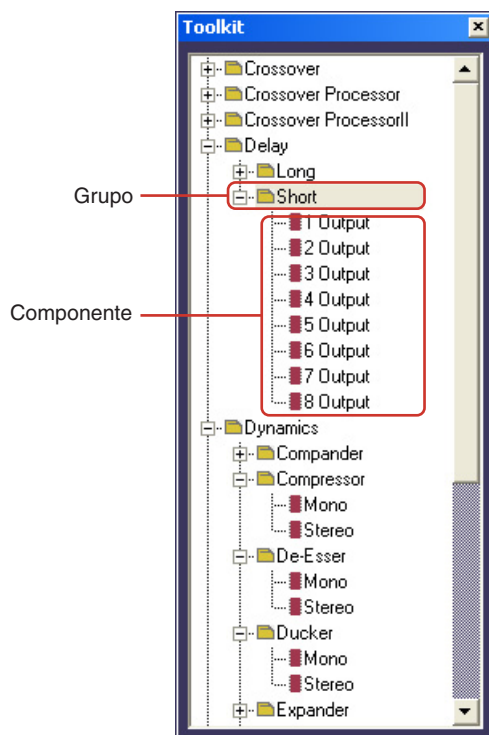 Toolkit
Crossover
Crossover Processor
Crossover ProcessorII
Delay
Long
Grupo
Short
1 Output
2 Output
3 Output
4 Output
Componente
5 Output
6 Output
7 Output
8 Output
Dynamics
Compander
Compressor
Mono
Stereo
De-Esser
Mono
Stereo
Ducker
Mono
Stereo
Expander